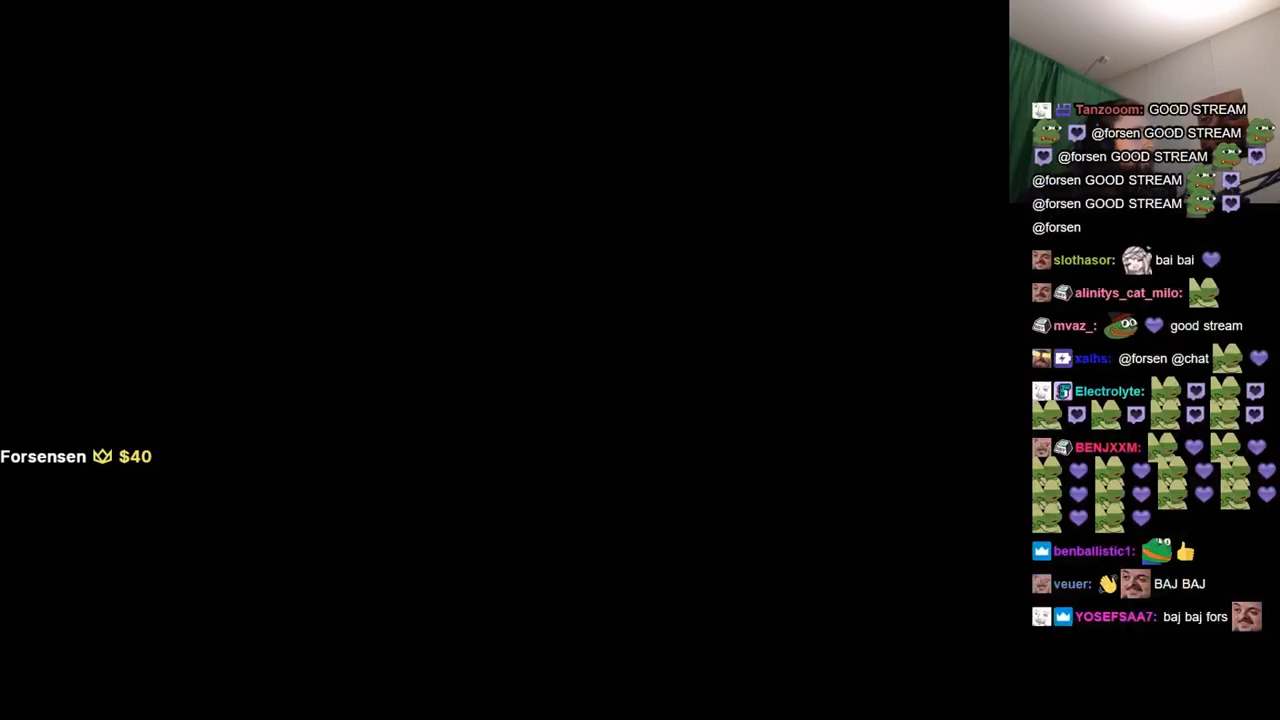 Tanzooom: GOOD STREAM
@forsen GOOD STREAM
@forsen GOOD STREAM
@forsen GOOD STREAM
@forsen GOOD STREAM
@forsen
slothasor: bai bai
alinitys_cat_milo:
mvaz_: good stream
xalhs: @forsen @chat
Electrolyte:
BENJXXM:
Forsensen $40
benballistic1:
veuer: BAJ BAJ
YOSEFSAA7: baj baj fors